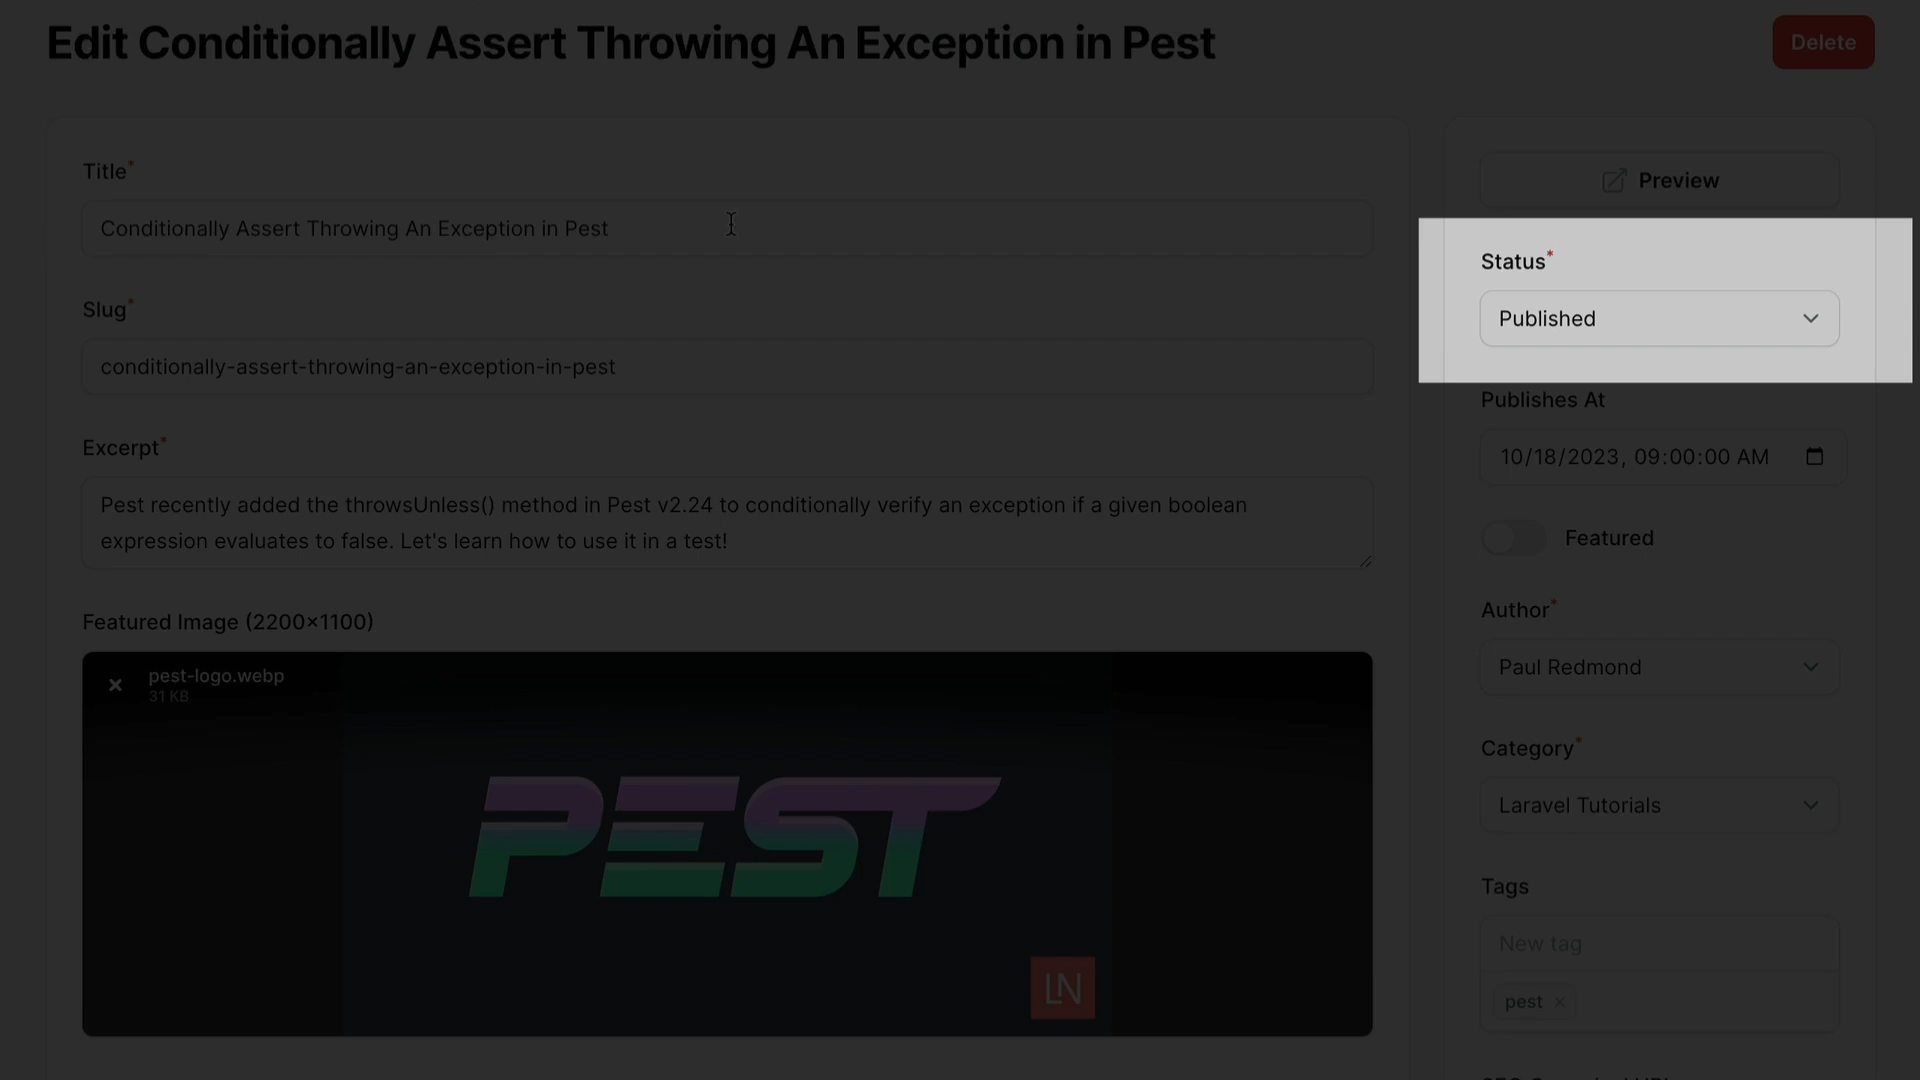 Edit Conditionally Assert Throwing An Exception in Pest
Delete
Title*
Conditionally Assert Throwing An Exception in Pest
Slug*
conditionally-assert-throwing-an-exception-in-pest
Excerpt*
Pest recently added the throwsUnless() method in Pest v2.24 to conditionally verify an exception if a given boolean
expression evaluates to false. Let's learn how to use it in a test!
Featured Image (2200×1100)
pest-logo.webp
31 KB
PEST
LN
Preview
Status*
Published
Publishes At
10/18/2023, 09:00:00 AM
Featured
Author*
Paul Redmond
Category*
Laravel Tutorials
Tags
New tag
pest ×